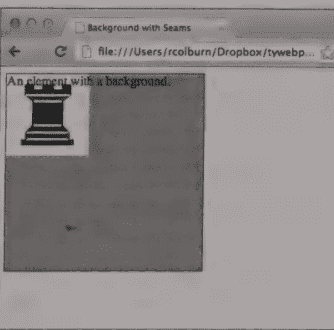 Background with Seams
file:///Users/rcolburn/Dropbox/tywebp...
An element with a background.